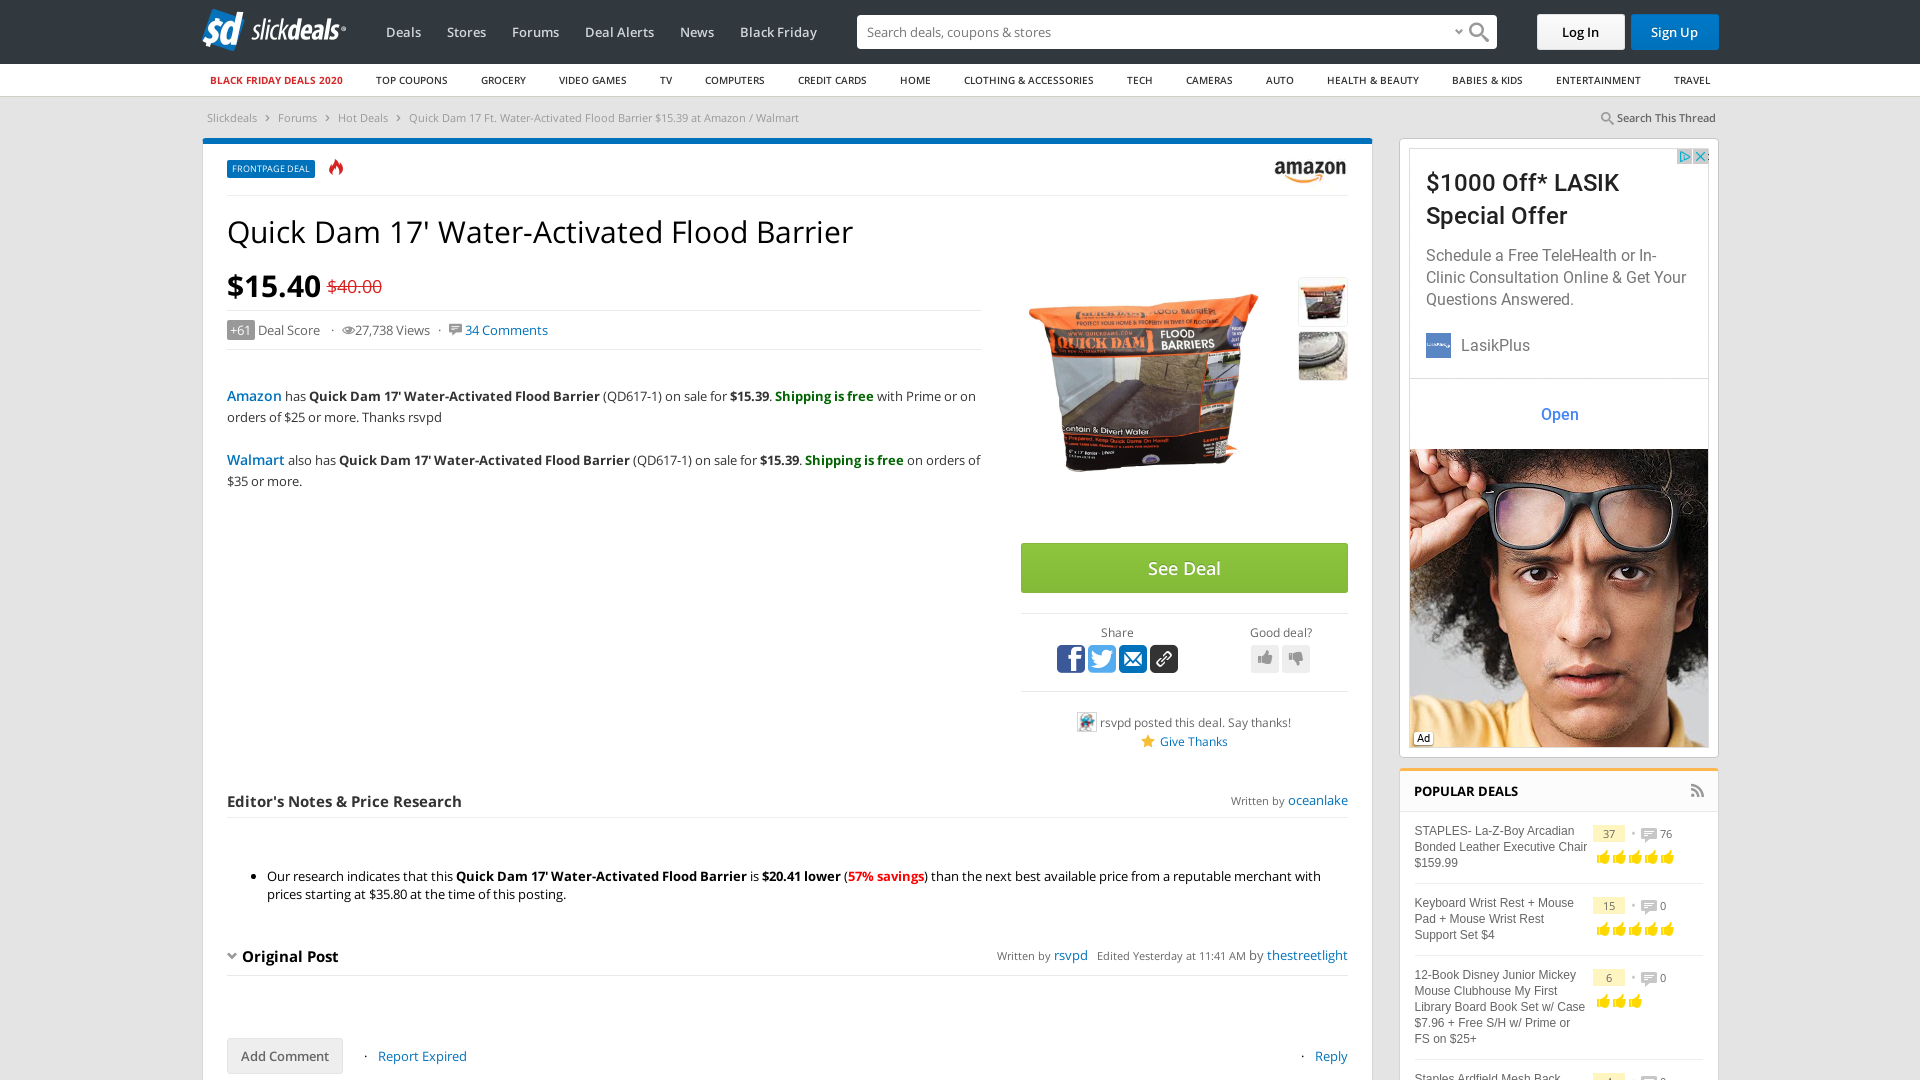 sd slickdeals
Deals
Stores
Forums
Deal Alerts
News
Black Friday
Search deals, coupons & shopping
Log In
Sign Up
BLACK FRIDAY DEALS 2020
TOP COUPONS
GROCERY
VIDEO GAMES
TV
COMPUTERS
CREDIT CARDS
HOME
CLOTHING & ACCESSORIES
TECH
CAMERAS
AUTO
HEALTH & BEAUTY
BABIES & KIDS
ENTERTAINMENT
TRAVEL
Slickdeals › Forums › Hot Deals › Quick Dam 17 Ft. Water-Activated Flood Barrier $15.39 at Amazon / Walmart
Search This Thread
FRONTPAGE DEAL
amazon
Quick Dam 17' Water-Activated Flood Barrier
$15.40 $40.00
+61 Deal Score · 27,738 Views · 34 Comments
Amazon has Quick Dam 17' Water-Activated Flood Barrier (QD617-1) on sale for $15.39. Shipping is free with Prime or on
orders of $25 or more. Thanks rsvpd
Walmart also has Quick Dam 17' Water-Activated Flood Barrier (QD617-1) on sale for $15.39. Shipping is free on orders of
$35 or more.
QUICK DAM
FLOOD
BARRIERS
Contain & Divert Water
See Deal
Share
Good deal?
rsvpd posted this deal. Say thanks!
Give Thanks
Editor's Notes & Price Research
Written by oceanlake
• Our research indicates that this Quick Dam 17' Water-Activated Flood Barrier is $20.41 lower (57% savings) than the next best available price from a reputable merchant with
prices starting at $35.80 at the time of this posting.
Original Post
Written by rsvpd Edited Yesterday at 11:41 AM by thestreetlight
Add Comment
· Report Expired
· Reply
$1000 Off* LASIK
Special Offer
Schedule a Free TeleHealth or In-
Clinic Consultation Online & Get Your
Questions Answered.
LasikPlus
Open
Ad
POPULAR DEALS
STAPLES- La-Z-Boy Arcadian
Bonded Leather Executive Chair
$159.99
37 • 76
Keyboard Wrist Rest + Mouse
Pad + Mouse Wrist Rest
Support Set $4
15 • 0
12-Book Disney Junior Mickey
Mouse Clubhouse My First
Library Board Book Set w/ Case
$7.96 + Free S/H w/ Prime or
FS on $25+
6 • 0
Staples Ardfield Mesh Back